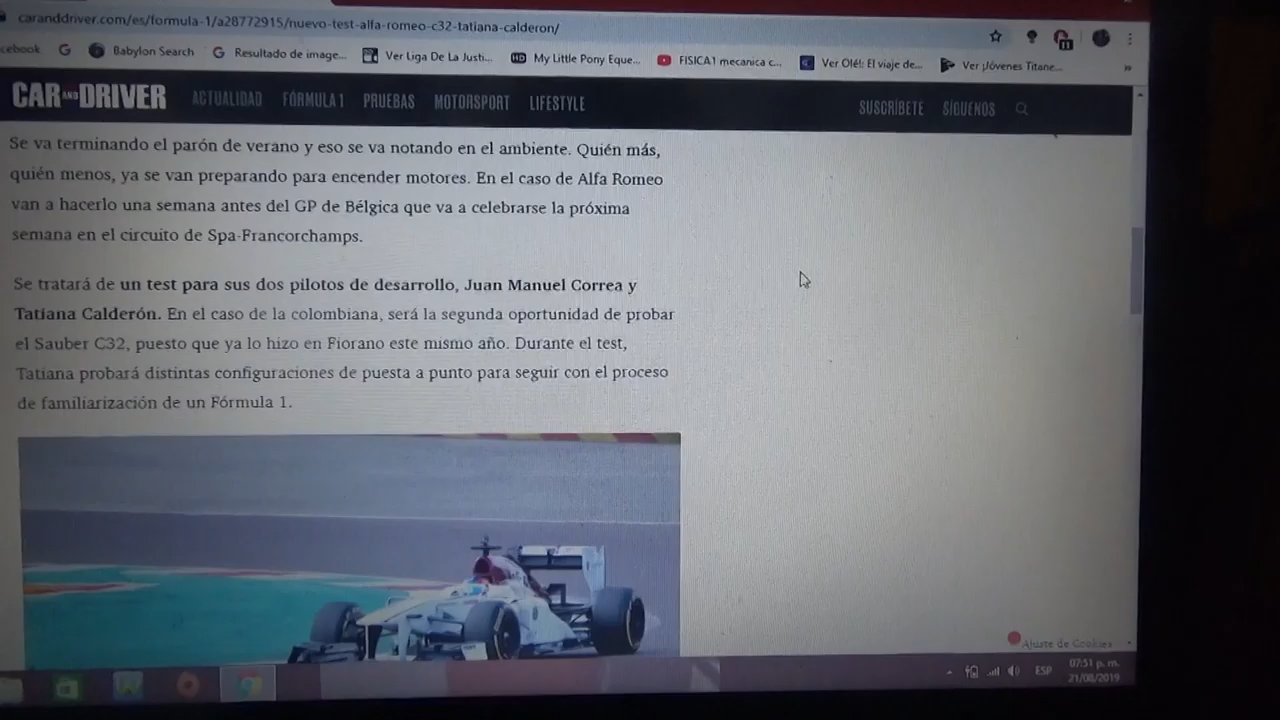 caranddriver.com/es/formula-1/a28772915/nuevo-test-alfa-romeo-c32-tatiana-calderon/
cebook
Babylon Search
Resultado de image...
Ver Liga De La Justi...
HD
My Little Pony Eque...
FISICA1 mecanica c...
Ver Olé!: El viaje de...
Ver ¡Jóvenes Titane...
»
CAR AND DRIVER
ACTUALIDAD
FÓRMULA 1
PRUEBAS
MOTORSPORT
LIFESTYLE
SUSCRÍBETE
SÍGUENOS
Se va terminando el parón de verano y eso se va notando en el ambiente. Quién más,
quién menos, ya se van preparando para encender motores. En el caso de Alfa Romeo
van a hacerlo una semana antes del GP de Bélgica que va a celebrarse la próxima
semana en el circuito de Spa-Francorchamps.
Se tratará de un test para sus dos pilotos de desarrollo, Juan Manuel Correa y
Tatiana Calderón. En el caso de la colombiana, será la segunda oportunidad de probar
el Sauber C32, puesto que ya lo hizo en Fiorano este mismo año. Durante el test,
Tatiana probará distintas configuraciones de puesta a punto para seguir con el proceso
de familiarización de un Fórmula 1.
Ajuste de Cookies
ESP
07:51 p. m.
21/08/2019